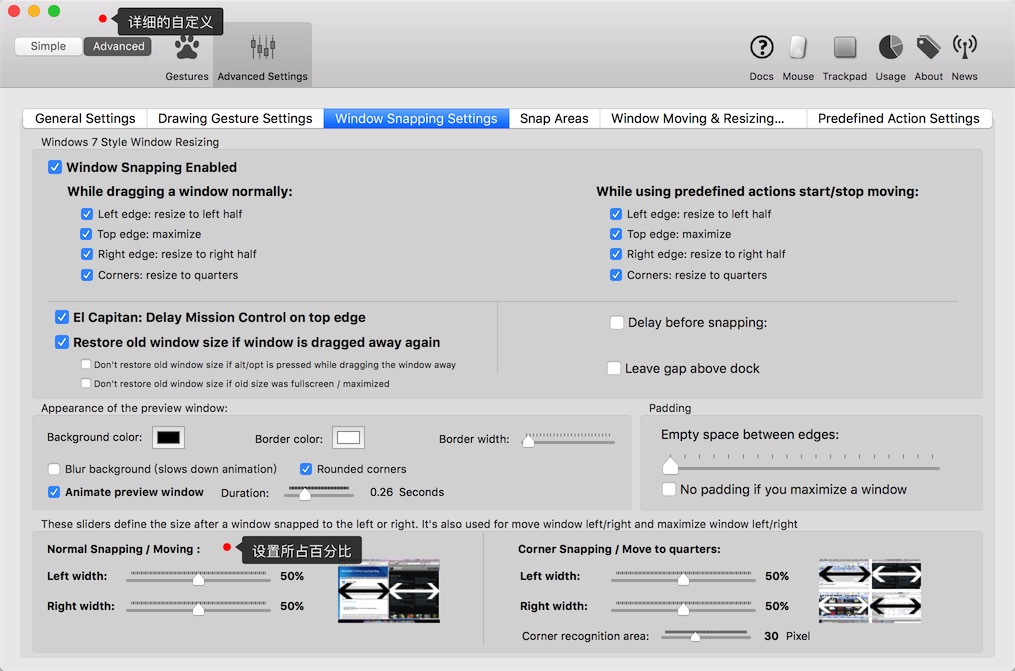 详细的自定义
Simple
Advanced
Gestures
Advanced Settings
Docs
Mouse
Trackpad
Usage
About
News
General Settings
Drawing Gesture Settings
Window Snapping Settings
Snap Areas
Window Moving & Resizing...
Predefined Action Settings
Windows 7 Style Window Resizing
Window Snapping Enabled
While dragging a window normally:
Left edge: resize to left half
Top edge: maximize
Right edge: resize to right half
Corners: resize to quarters
While using predefined actions start/stop moving:
Left edge: resize to left half
Top edge: maximize
Right edge: resize to right half
Corners: resize to quarters
El Capitan: Delay Mission Control on top edge
Restore old window size if window is dragged away again
Don't restore old window size if alt/opt is pressed while dragging the window away
Don't restore old window size if old size was fullscreen / maximized
Delay before snapping:
Leave gap above dock
Appearance of the preview window:
Background color:
Border color:
Border width:
Blur background (slows down animation)
Rounded corners
Animate preview window
Duration:
0.26 Seconds
Padding
Empty space between edges:
No padding if you maximize a window
These sliders define the size after a window snapped to the left or right. It's also used for move window left/right and maximize window left/right
Normal Snapping / Moving :
设置所占百分比
Left width:
50%
Right width:
50%
Corner Snapping / Move to quarters:
Left width:
50%
Right width:
50%
Corner recognition area:
30 Pixel